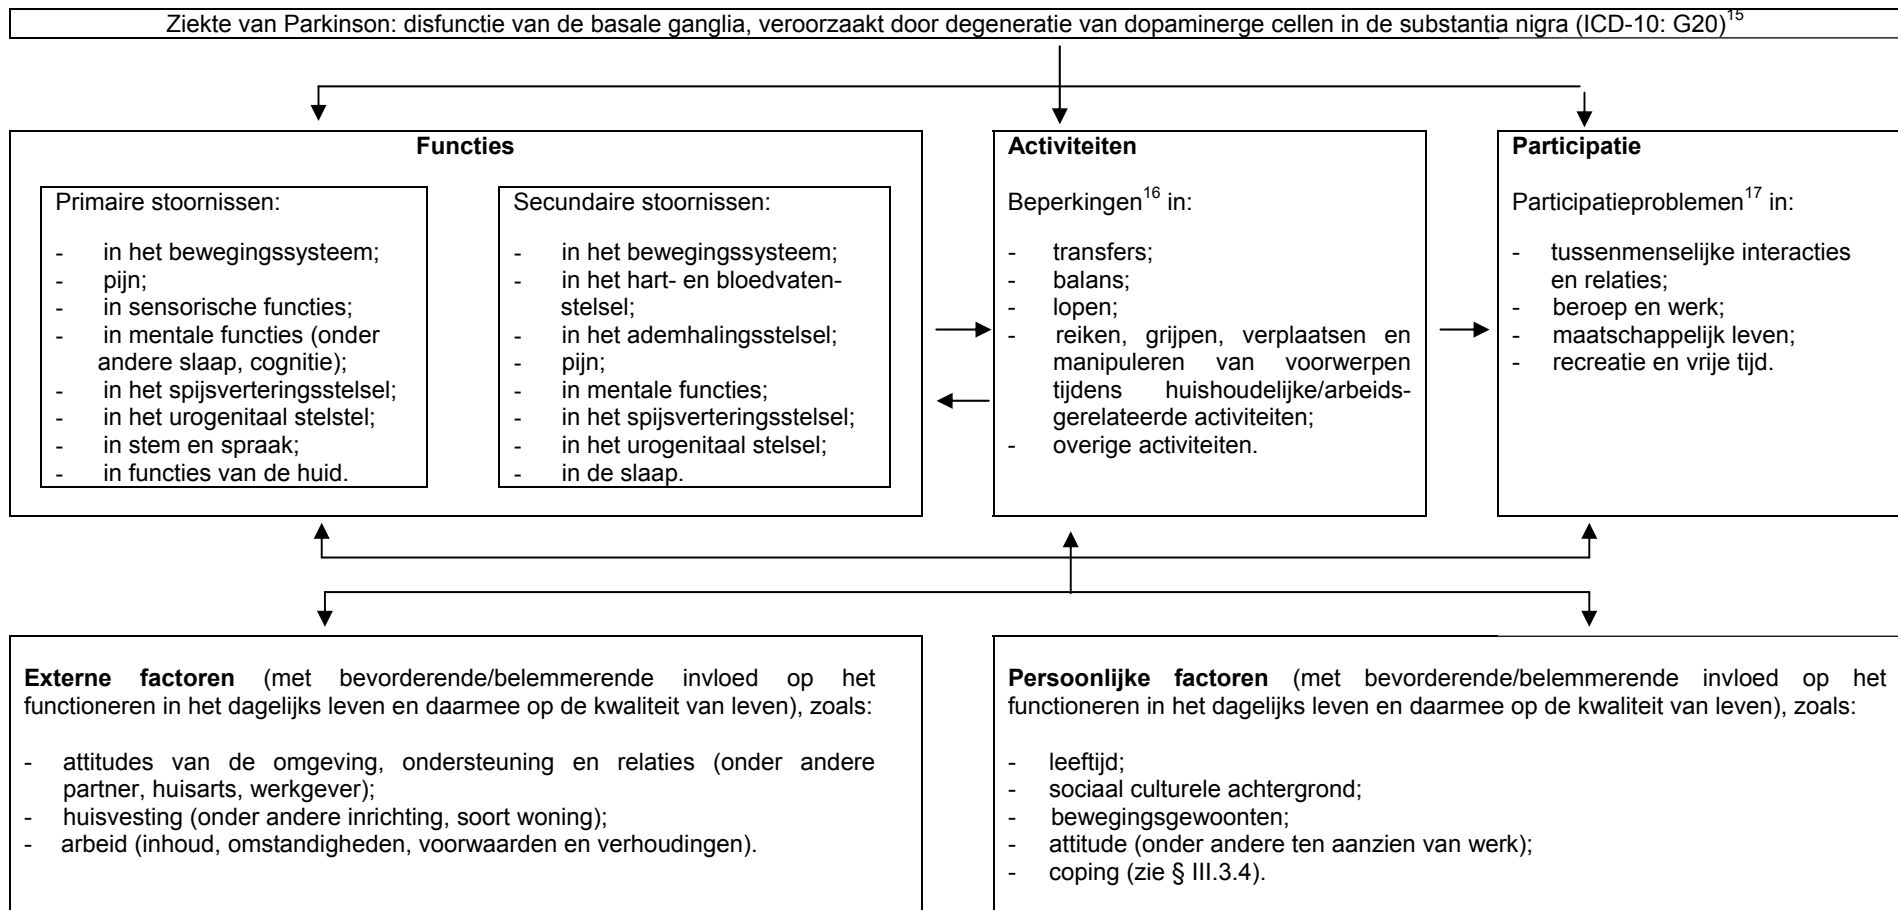 Ziekte van Parkinson: disfunctie van de basale ganglia, veroorzaakt door degeneratie van dopaminerge cellen in de substantia nigra (ICD-10: G20)15
Functies
Primaire stoornissen:
- in het bewegingssysteem;
- pijn;
- in sensorische functies;
- in mentale functies (onder
andere slaap, cognitie);
- in het spijsverteringsstelsel;
- in het urogenitaal stelstel;
- in stem en spraak;
- in functies van de huid.
Secundaire stoornissen:
- in het bewegingssysteem;
- in het hart- en bloedvaten-
stelsel;
- in het ademhalingsstelsel;
- pijn;
- in mentale functies;
- in het spijsverteringsstelsel;
- in het urogenitaal stelsel;
- in de slaap.
Activiteiten
Beperkingen16 in:
- transfers;
- balans;
- lopen;
- reiken, grijpen, verplaatsen en
manipuleren van voorwerpen
tijdens huishoudelijke/arbeids-
gerelateerde activiteiten;
- overige activiteiten.
Participatie
Participatieproblemen17 in:
- tussenmenselijke interacties
en relaties;
- beroep en werk;
- maatschappelijk leven;
- recreatie en vrije tijd.
Externe factoren (met bevorderende/belemmerende invloed op het
functioneren in het dagelijks leven en daarmee op de kwaliteit van leven), zoals:
- attitudes van de omgeving, ondersteuning en relaties (onder andere
partner, huisarts, werkgever);
- huisvesting (onder andere inrichting, soort woning);
- arbeid (inhoud, omstandigheden, voorwaarden en verhoudingen).
Persoonlijke factoren (met bevorderende/belemmerende invloed op het
functioneren in het dagelijks leven en daarmee op de kwaliteit van leven), zoals:
- leeftijd;
- sociaal culturele achtergrond;
- bewegingsgewoonten;
- attitude (onder andere ten aanzien van werk);
- coping (zie § III.3.4).